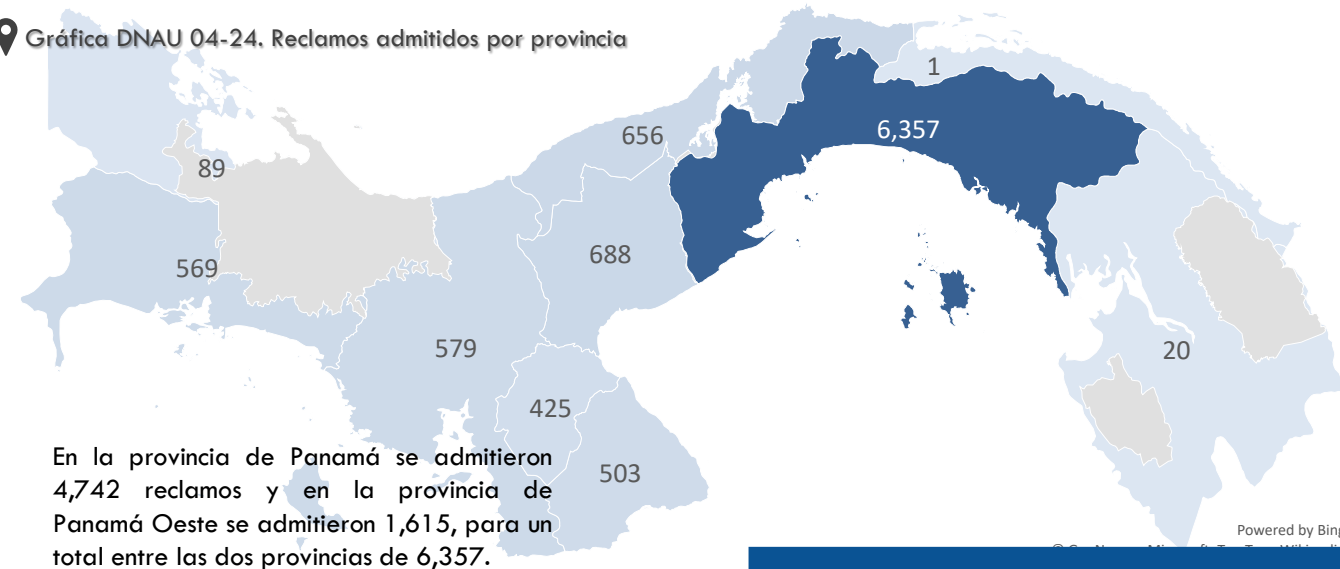 Gráfica DNAU 04-24. Reclamos admitidos por provincia
1
6,357
656
89
688
569
579
20
425
503
En la provincia de Panamá se admitieron
4,742 reclamos y en la provincia de
Panamá Oeste se admitieron 1,615, para un
total entre las dos provincias de 6,357.
Powered by Bing